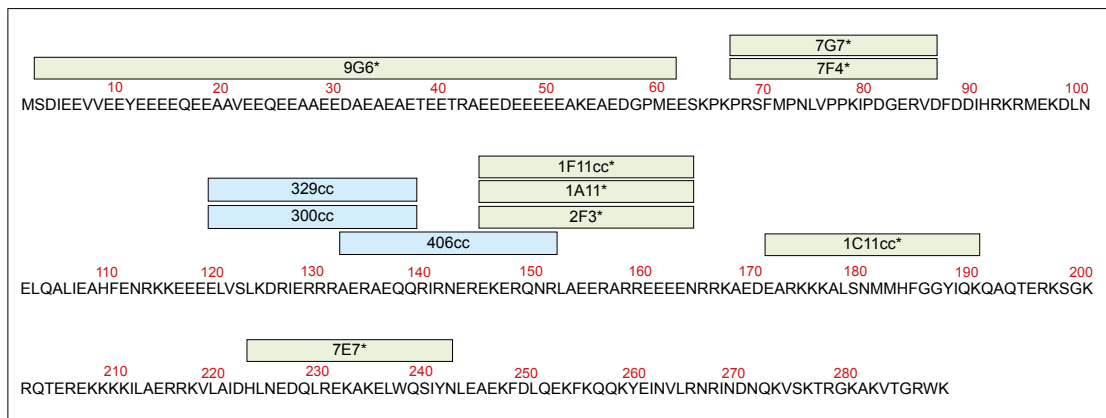 7G7*
9G6* 7F4*
10 20 30 40 50 60 70 80 90 100
MSDIEEVVEEYEEEEQEEAAVEEQEEAAEEDAEAEAETEETRAEEDEEEEEAKEAEDGPMEESKPKPRSFMPNLVPPKIPDGERVDFDDIHRKRMEKDLN
1F11cc*
329cc 1A11*
300cc 2F3*
406cc 1C11cc*
110 120 130 140 150 160 170 180 190 200
ELQALIEAHFENRKKEEEELVSLKDRIERRRAERAEQQRIRNEREKERQNRLAEERARREEEENRRKAEDEARKKKALSNMMHFGGYIQKQAQTERKSGK
7E7*
210 220 230 240 250 260 270 280
RQTEREKKKKILAERRKVLAIDHLNEDQLREKAKELWQSIYNLEAEKFDLQEKFKQQKYEINVLRNRINDNQKVSKTRGKAKVTGRWK